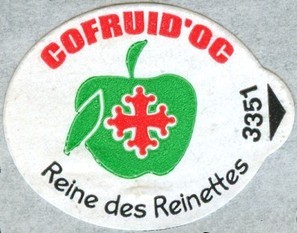 COFRUID'OC
3351
Reine des Reinettes